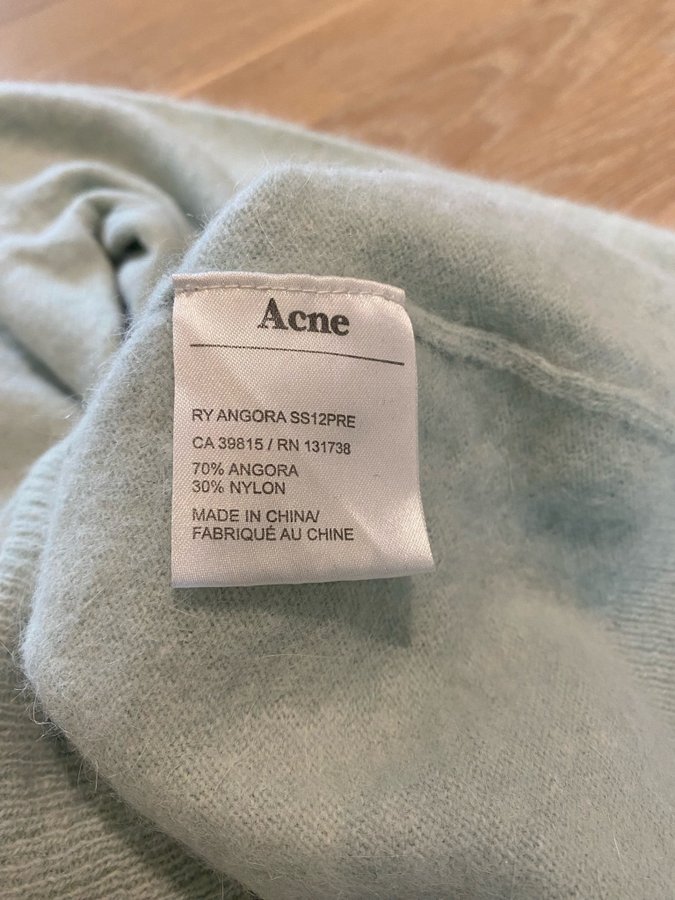 Acne
RY ANGORA SS12PRE
CA 39815 / RN 131738
70% ANGORA
30% NYLON
MADE IN CHINA/
FABRIQUÉ AU CHINE